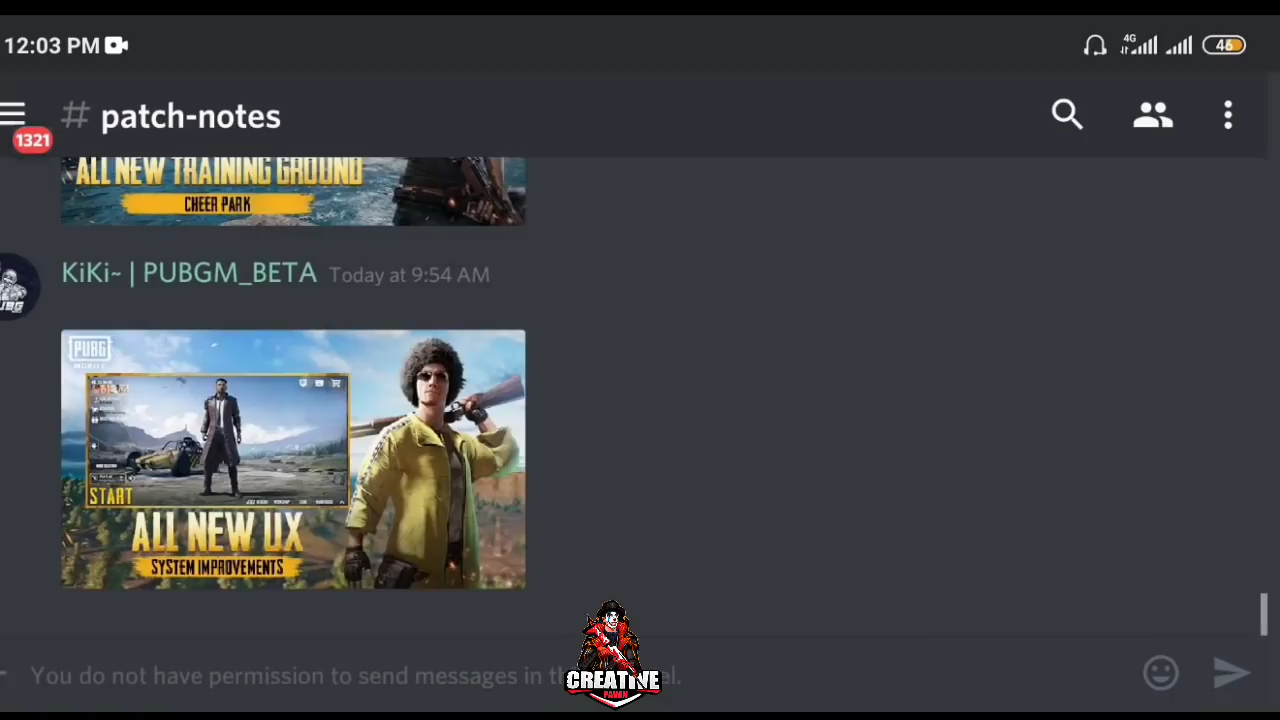 12:03 PM
4G
46
1321
# patch-notes
ALL NEW TRAINING GROUND
CHEER PARK
KiKi~ | PUBGM_BETA Today at 9:54 AM
PUBG
MOBILE
START
ALL NEW UX
SYSTEM IMPROVEMENTS
You do not have permission to send messages in
CREATIVE
PAVAN